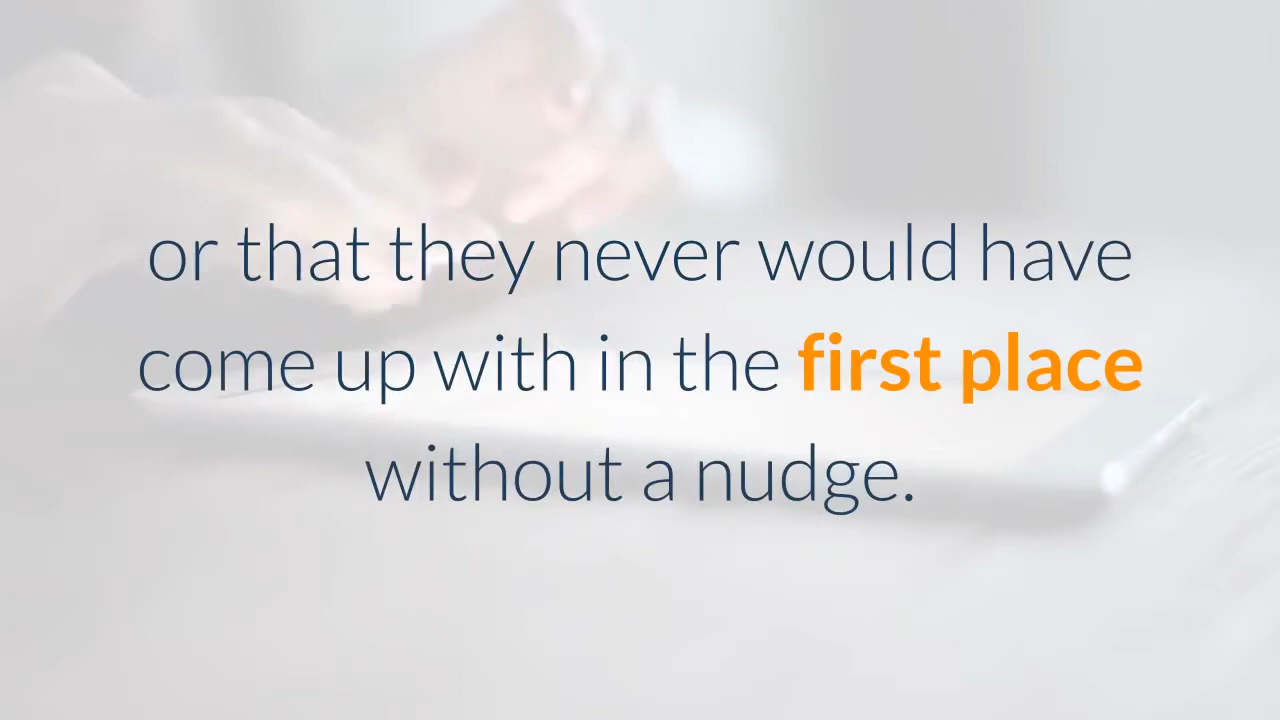 or that they never would have
come up with in the first place
without a nudge.